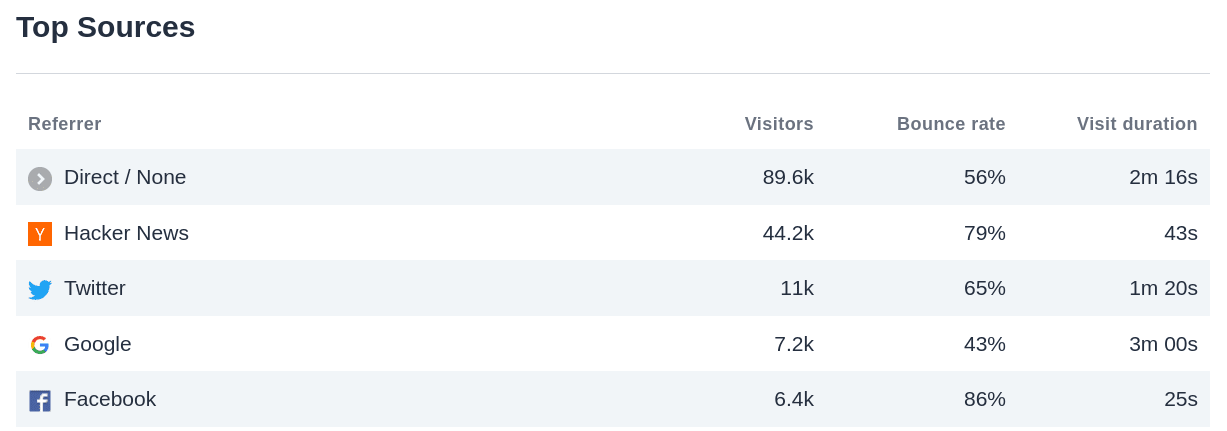 Top Sources
Referrer Visitors Bounce rate Visit duration
Direct / None 89.6k 56% 2m 16s
Hacker News 44.2k 79% 43s
Twitter 11k 65% 1m 20s
Google 7.2k 43% 3m 00s
Facebook 6.4k 86% 25s